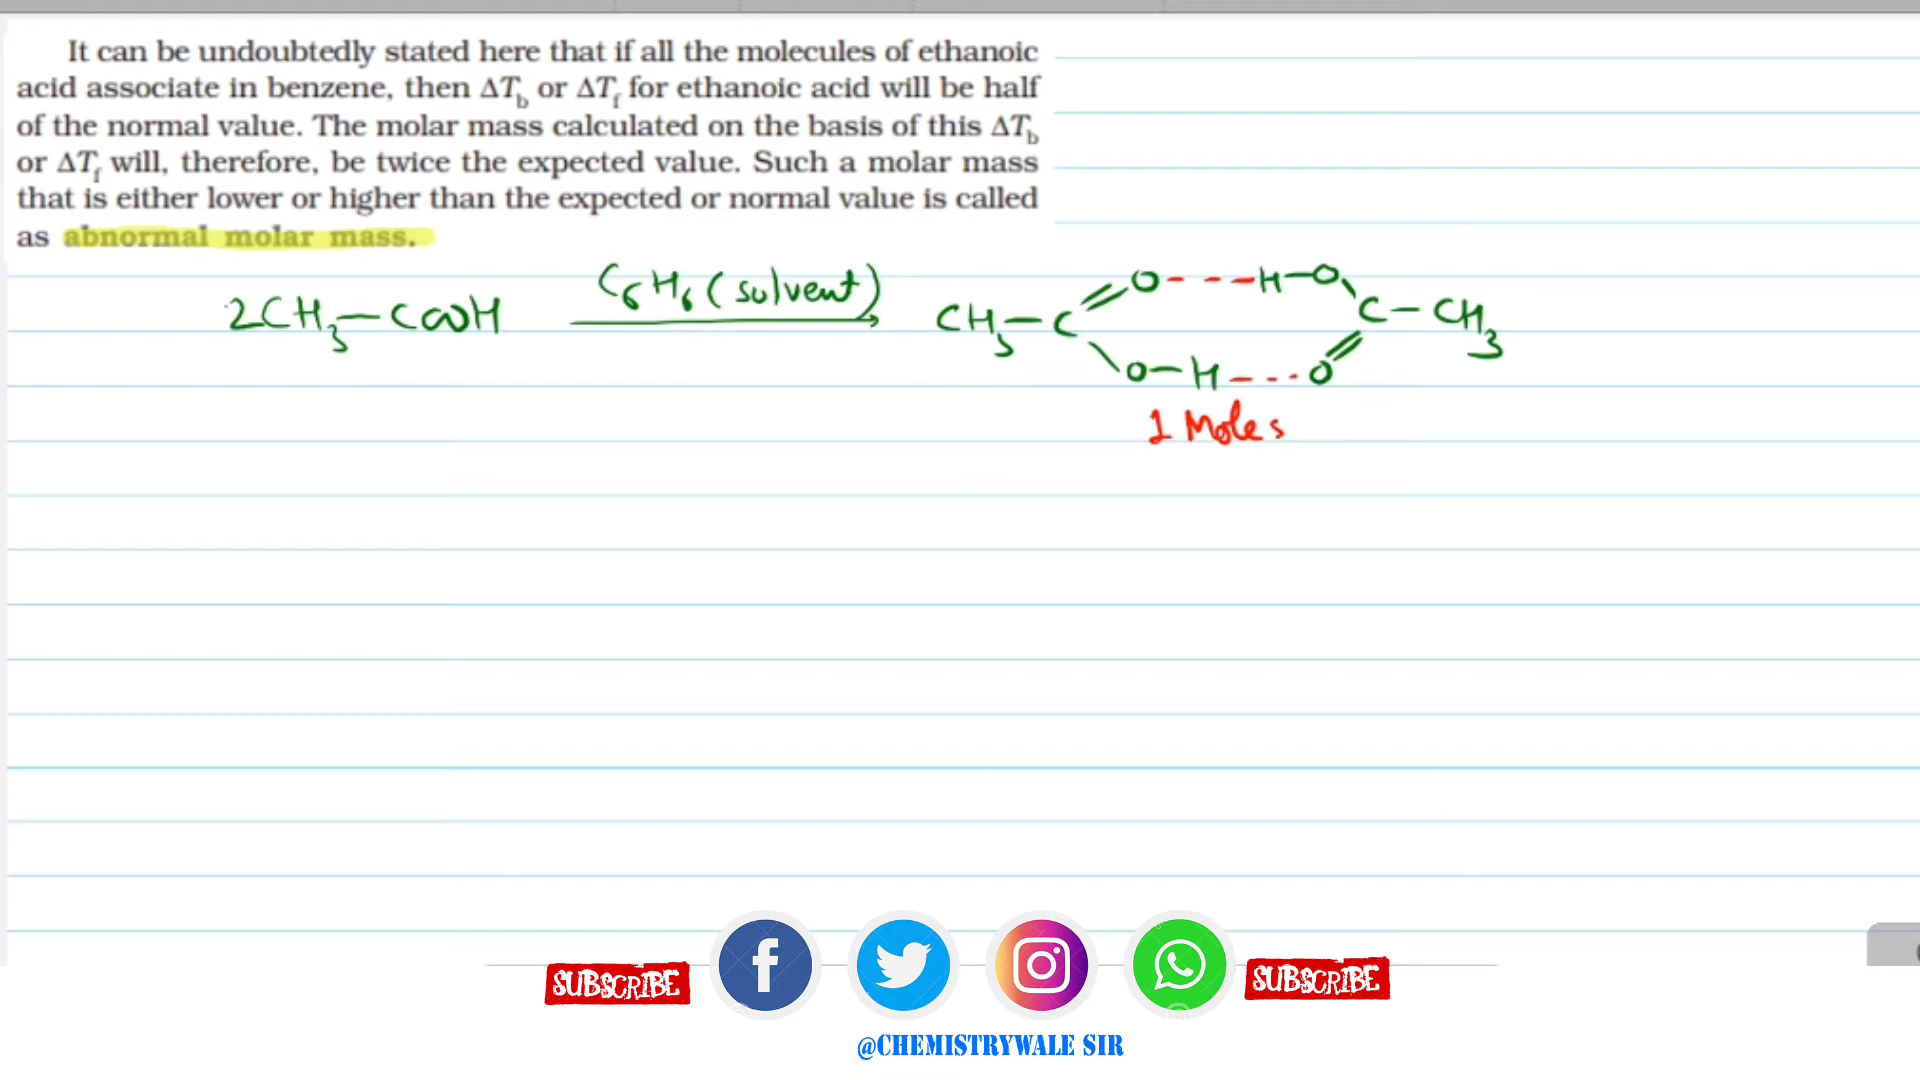 It can be undoubtedly stated here that if all the molecules of ethanoic
acid associate in benzene, then ΔTb or ΔTf for ethanoic acid will be half
of the normal value. The molar mass calculated on the basis of this ΔTb
or ΔTf will, therefore, be twice the expected value. Such a molar mass
that is either lower or higher than the expected or normal value is called
as abnormal molar mass.
2CH3-COOH C6H6 (solvent) CH3-C O---H-O C-CH3
O-H---O
1 Moles
SUBSCRIBE SUBSCRIBE
@CHEMISTRYWALE SIR